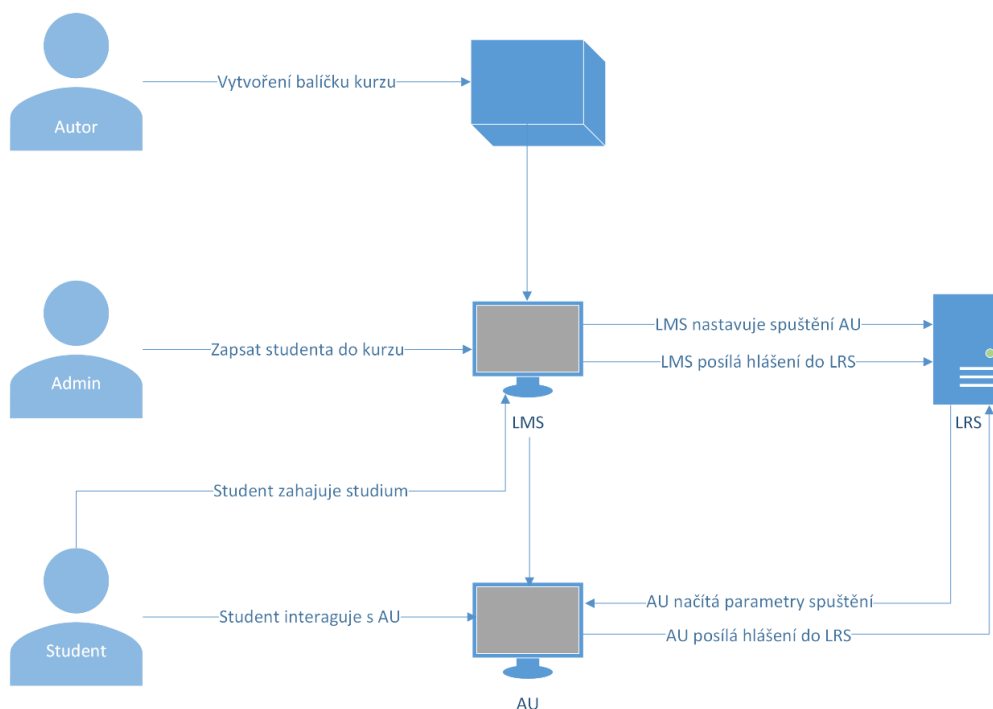 Vytvoření balíčku kurzu
Autor
LMS nastavuje spuštění AU
Zapsat studenta do kurzu
LMS posílá hlášení do LRS
Admin
LMS
LRS
Student zahajuje studium
AU načítá parametry spuštění
Student interaguje s AU
AU posílá hlášení do LRS
Student
AU